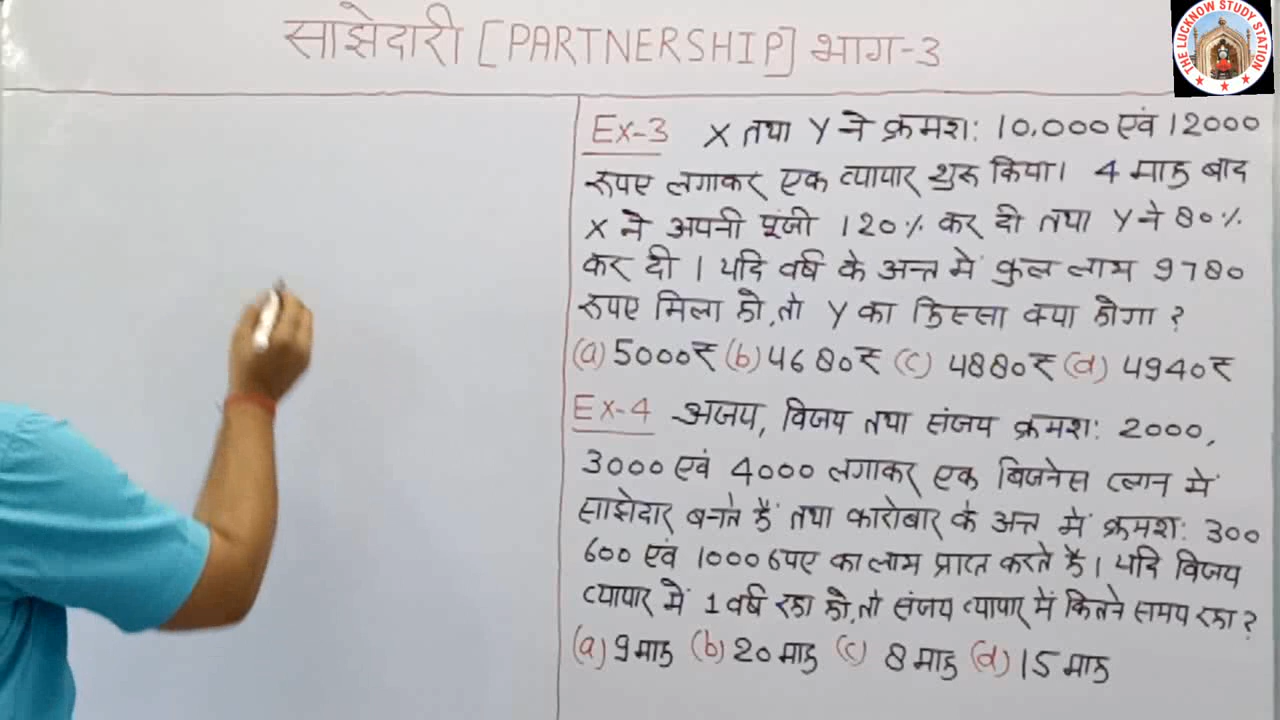 साझेदारी [PARTNERSHIP] भाग-3
THE LUCKNOW STUDY STATION
Ex-3 X तथा Y ने क्रमश: 10,000 एवं 12000
रूपए लगाकर एक व्यापार शुरू किया। 4 माह बाद
X ने अपनी पूंजी 120% कर दी तथा Y ने 80%
कर दी । यदि वर्ष के अन्त में कुल लाभ 9780
रूपए मिला हो, तो Y का हिस्सा क्या होगा ?
(a) 5000₹ (b) 4680₹ (c) 4880₹ (d) 4940₹
Ex-4 अजय, विजय तथा संजय क्रमश: 2000,
3000 एवं 4000 लगाकर एक बिजनेस प्लान में
साझेदार बनते हैं तथा कारोबार के अन्त में क्रमश: 300
600 एवं 1000 रुपए का लाभ प्राप्त करते है। यदि विजय
व्यापार में 1 वर्ष रहा हो, तो संजय व्यापार में कितने समय रहा ?
(a) 9 माह (b) 20 माह (c) 8 माह (d) 15 माह